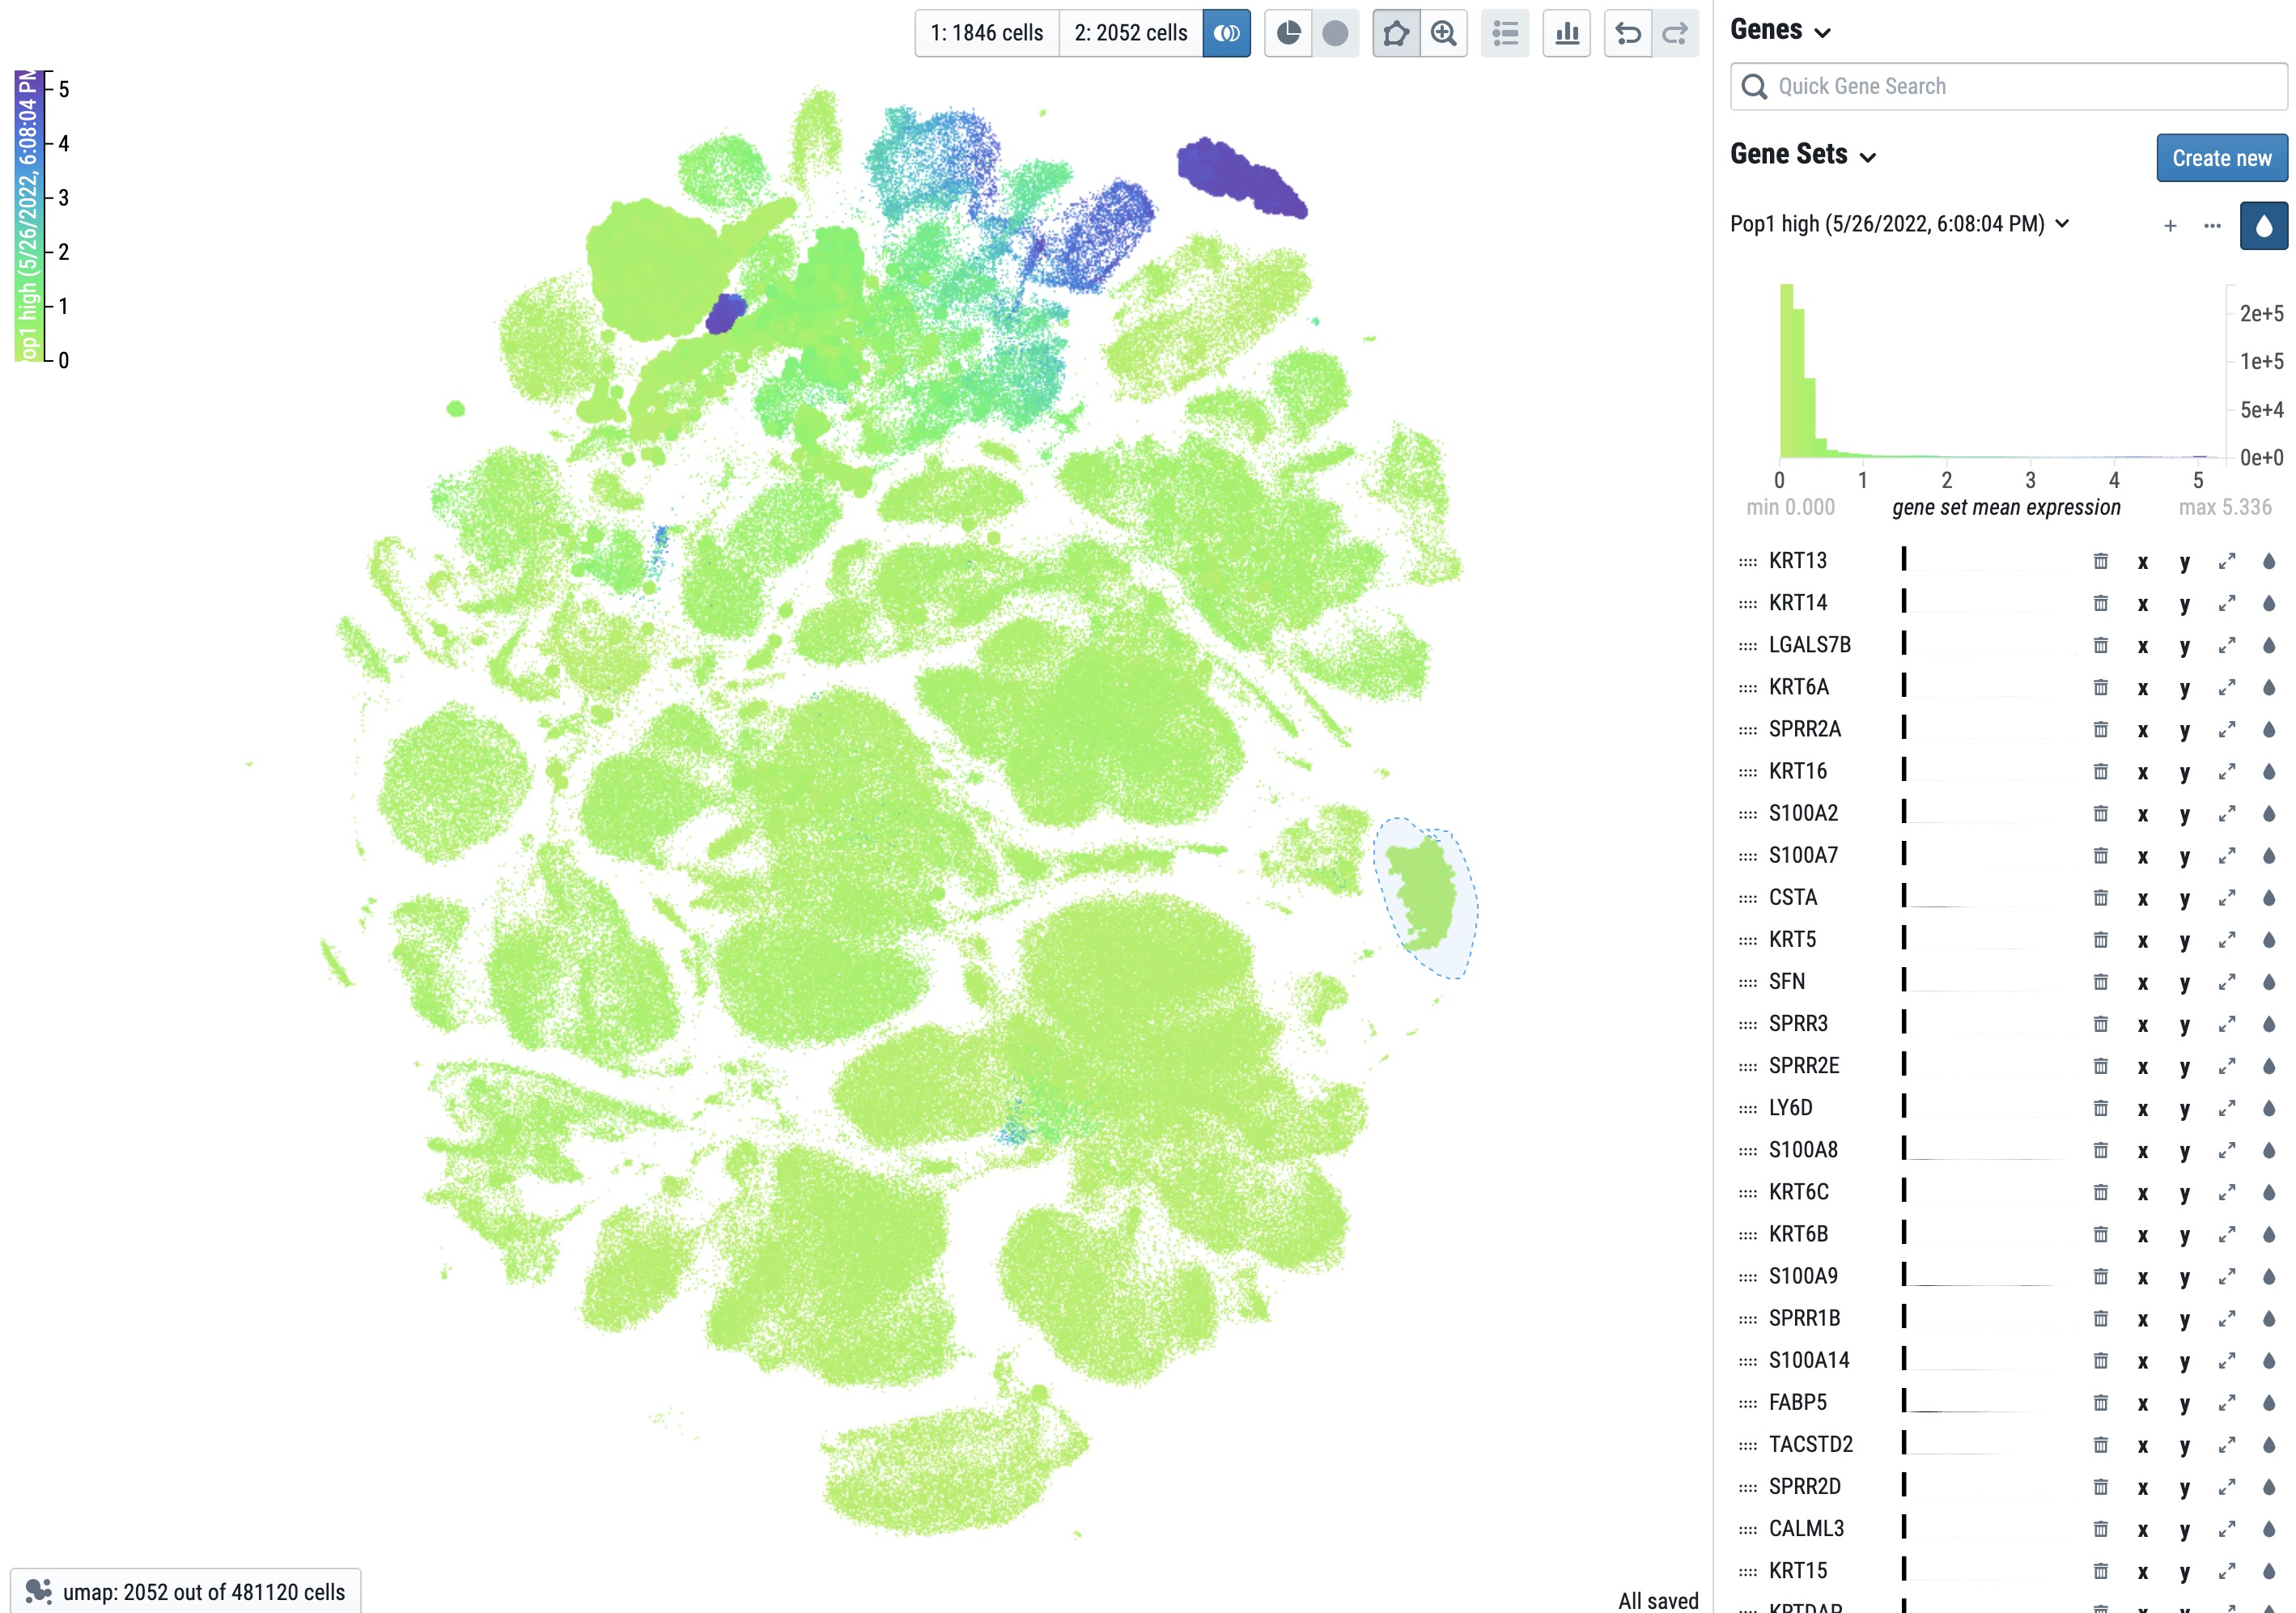 1: 1846 cells 2: 2052 cells
Genes
Quick Gene Search
Gene Sets
Create new
Pop1 high (5/26/2022, 6:08:04 PM)
op1 high (5/26/2022, 6:08:04 PM
5
4
3
2
1
0
2e+5
1e+5
5e+4
0e+0
0 1 2 3 4 5
min 0.000 gene set mean expression max 5.336
KRT13 x y
KRT14 x y
LGALS7B x y
KRT6A x y
SPRR2A x y
KRT16 x y
S100A2 x y
S100A7 x y
CSTA x y
KRT5 x y
SFN x y
SPRR3 x y
SPRR2E x y
LY6D x y
S100A8 x y
KRT6C x y
KRT6B x y
S100A9 x y
SPRR1B x y
S100A14 x y
FABP5 x y
TACSTD2 x y
SPRR2D x y
CALML3 x y
KRT15 x y
umap: 2052 out of 481120 cells
All saved